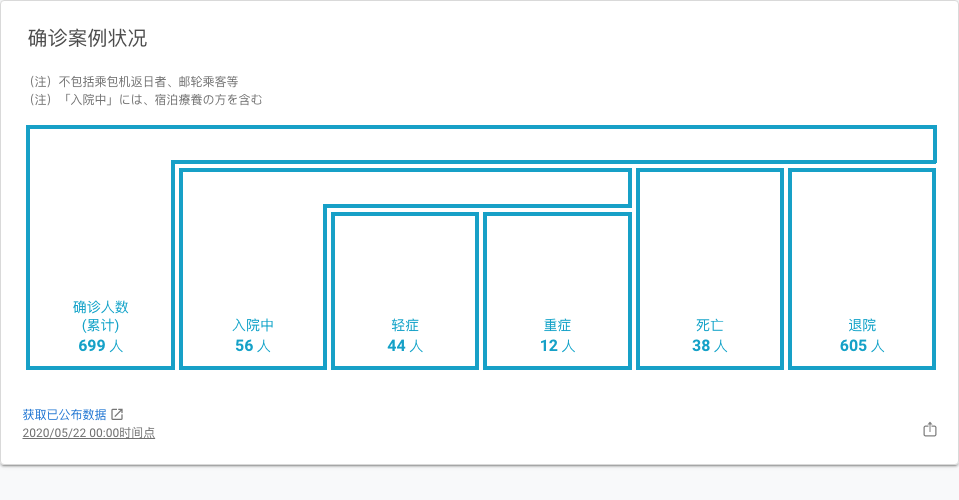 确诊案例状况
（注）不包括乘包机返日者、邮轮乘客等
（注）「入院中」には、宿泊療養の方を含む
确诊人数
(累计)
699 人
入院中
56 人
轻症
44 人
重症
12 人
死亡
38 人
退院
605 人
获取已公布数据
2020/05/22 00:00时间点